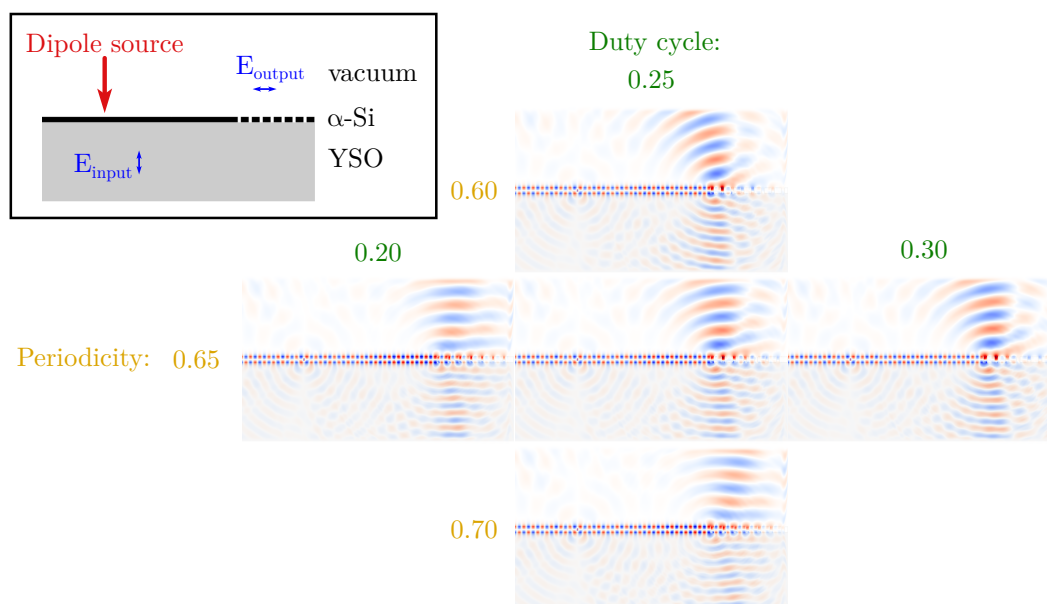 Dipole source
E_output
vacuum
α-Si
E_input
YSO
Duty cycle:
0.25
0.60
0.20
0.30
Periodicity: 0.65
0.70